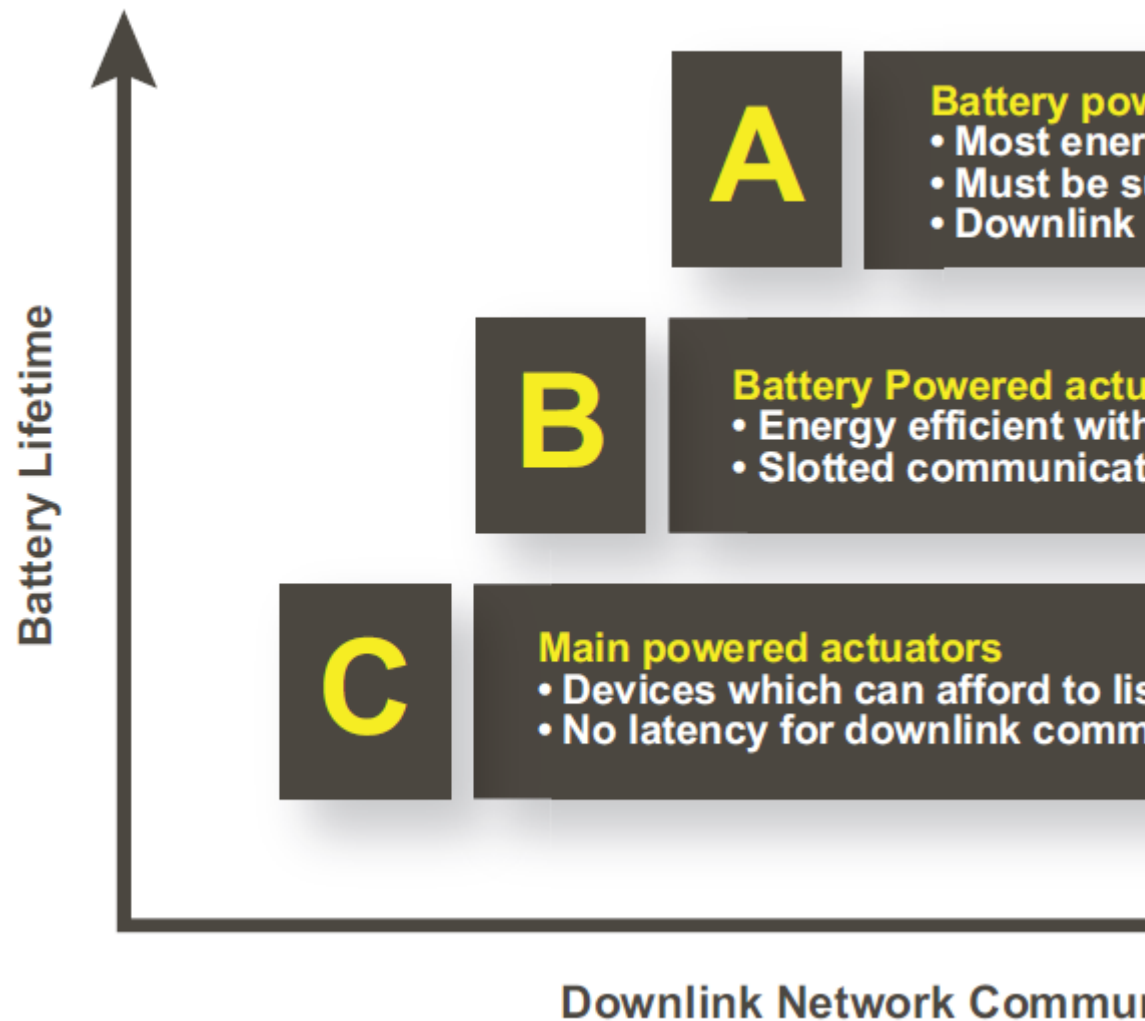 A
Battery pow
• Most ener
• Must be su
• Downlink
B
Battery Powered actu
• Energy efficient with
• Slotted communicat
C
Main powered actuators
• Devices which can afford to lis
• No latency for downlink comm
Battery Lifetime
Downlink Network Commu